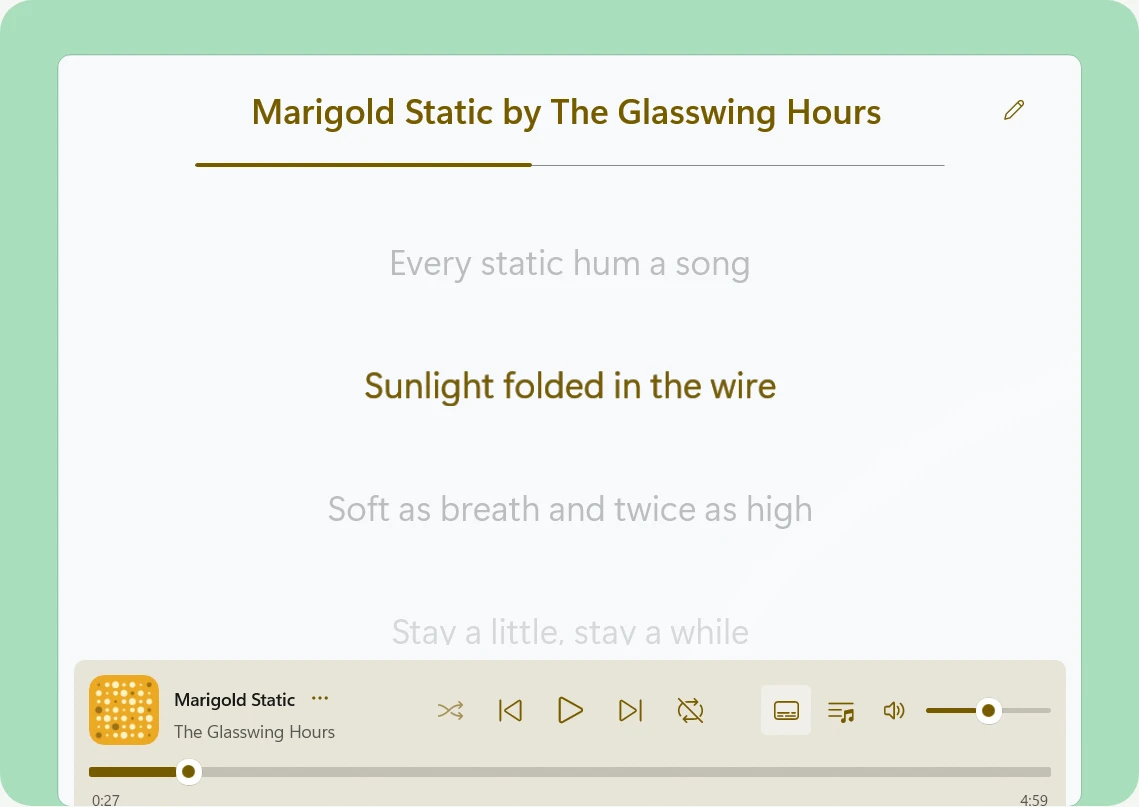 Marigold Static by The Glasswing Hours
Every static hum a song
Sunlight folded in the wire
Soft as breath and twice as high
Stay a little, stay a while
Marigold Static
The Glasswing Hours
0:27
4:59